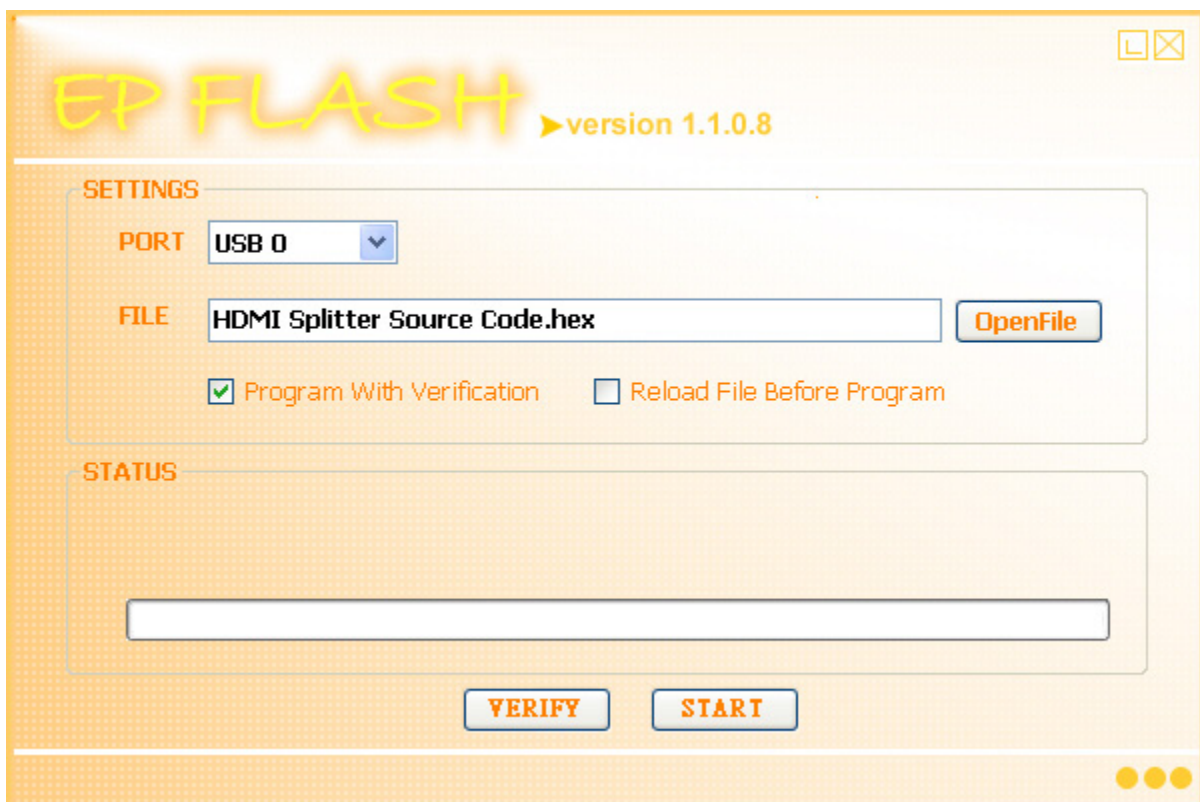 EP FLASH
version 1.1.0.8
SETTINGS
PORT USB 0
FILE HDMI Splitter Source Code.hex OpenFile
Program With Verification Reload File Before Program
STATUS
VERIFY START